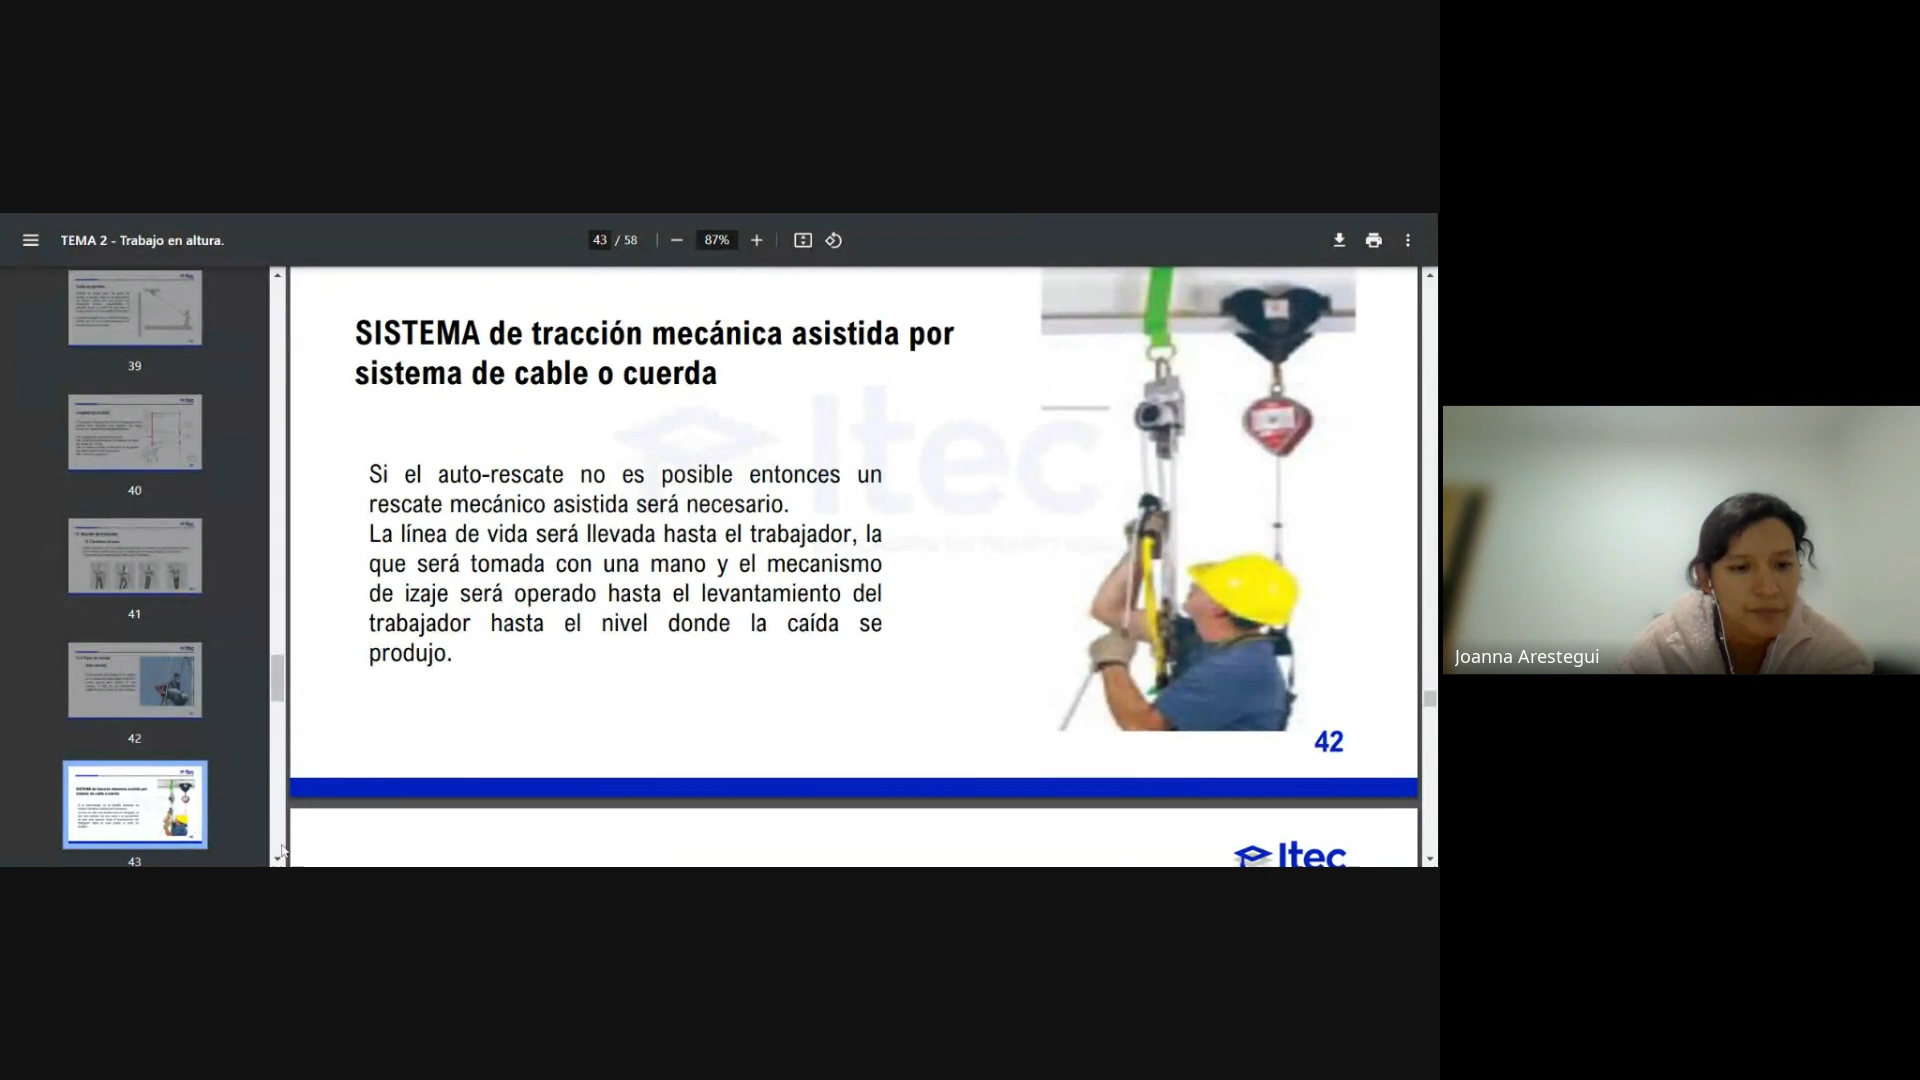 TEMA 2 - Trabajo en altura.
43 / 58
87%
39
40
41
42
43
SISTEMA de tracción mecánica asistida por
sistema de cable o cuerda
Itec
Si el auto-rescate no es posible entonces un
rescate mecánico asistida será necesario.
La línea de vida será llevada hasta el trabajador, la
que será tomada con una mano y el mecanismo
de izaje será operado hasta el levantamiento del
trabajador hasta el nivel donde la caída se
produjo.
42
Itec
Joanna Arestegui